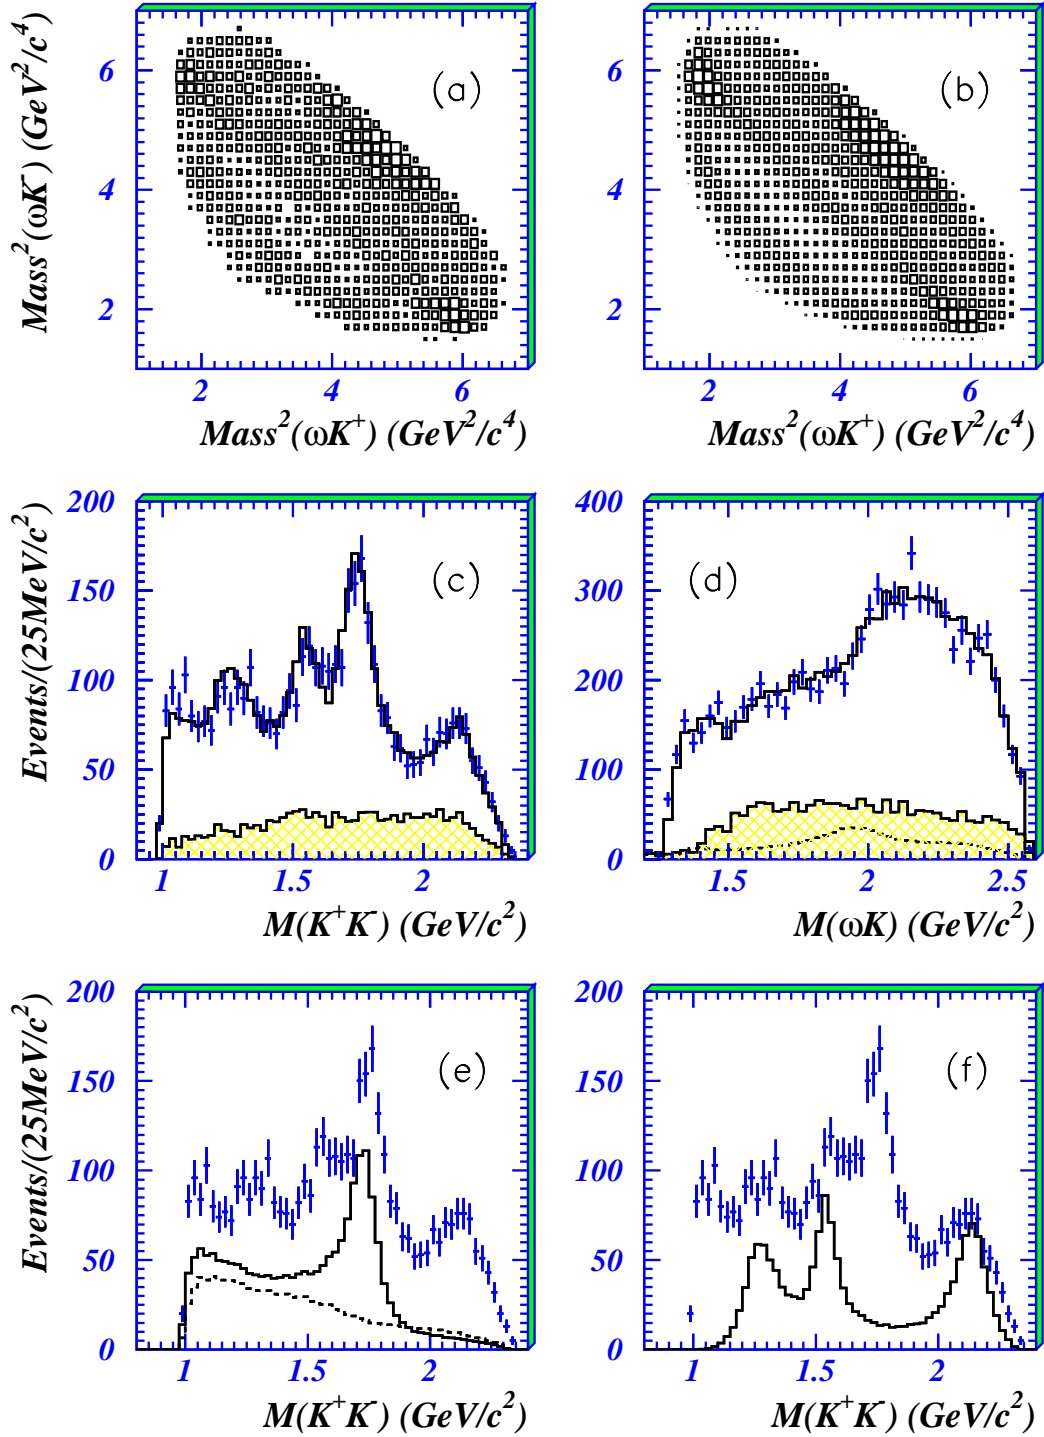 Mass²(ωK⁻) (GeV²/c⁴)
6
4
2
(a)
2 4 6
Mass²(ωK⁺) (GeV²/c⁴)
6
4
2
(b)
2 4 6
Mass²(ωK⁺) (GeV²/c⁴)
Events/(25MeV/c²)
200
150
100
50
0
(c)
1 1.5 2
M(K⁺K⁻) (GeV/c²)
400
300
200
100
0
(d)
1.5 2 2.5
M(ωK) (GeV/c²)
Events/(25MeV/c²)
200
150
100
50
0
(e)
1 1.5 2
M(K⁺K⁻) (GeV/c²)
200
150
100
50
0
(f)
1 1.5 2
M(K⁺K⁻) (GeV/c²)